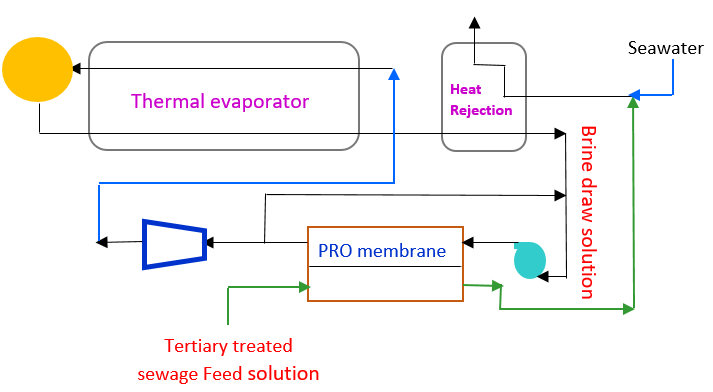 Seawater
Thermal evaporator
Heat
Rejection
Brine draw solution
PRO membrane
Tertiary treated
sewage Feed solution